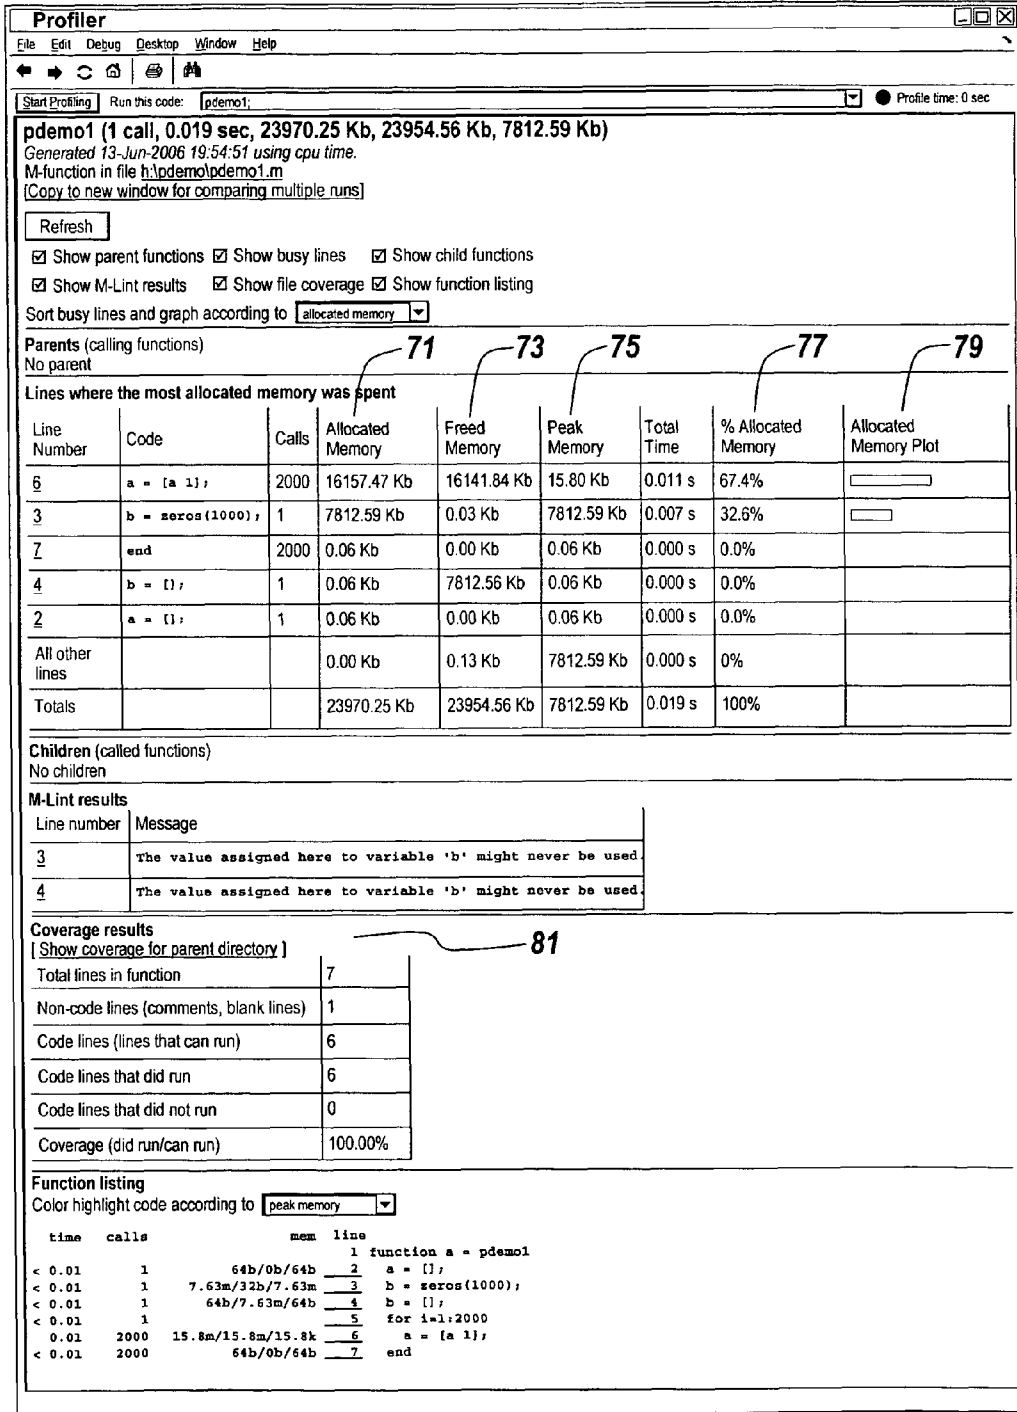 Profiler
File Edit Debug Desktop Window Help
Start Profiling Run this code: pdemo1; Profile time: 0 sec
pdemo1 (1 call, 0.019 sec, 23970.25 Kb, 23954.56 Kb, 7812.59 Kb)
Generated 13-Jun-2006 19:54:51 using cpu time.
M-function in file h:\pdemo\pdemo1.m
[Copy to new window for comparing multiple runs]
Refresh
Show parent functions Show busy lines Show child functions
Show M-Lint results Show file coverage Show function listing
Sort busy lines and graph according to allocated memory
Parents (calling functions)
No parent
71 73 75 77 79
Lines where the most allocated memory was spent
Line Number Code Calls Allocated Memory Freed Memory Peak Memory Total Time % Allocated Memory Allocated Memory Plot
6 a = [a 1]; 2000 16157.47 Kb 16141.84 Kb 15.80 Kb 0.011 s 67.4%
3 b = zeros(1000); 1 7812.59 Kb 0.03 Kb 7812.59 Kb 0.007 s 32.6%
7 end 2000 0.06 Kb 0.00 Kb 0.06 Kb 0.000 s 0.0%
4 b = []; 1 0.06 Kb 7812.56 Kb 0.06 Kb 0.000 s 0.0%
2 a = []; 1 0.06 Kb 0.00 Kb 0.06 Kb 0.000 s 0.0%
All other lines 0.00 Kb 0.13 Kb 7812.59 Kb 0.000 s 0%
Totals 23970.25 Kb 23954.56 Kb 7812.59 Kb 0.019 s 100%
Children (called functions)
No children
M-Lint results
Line number Message
3 The value assigned here to variable 'b' might never be used.
4 The value assigned here to variable 'b' might never be used.
Coverage results
[ Show coverage for parent directory ]
81
Total lines in function 7
Non-code lines (comments, blank lines) 1
Code lines (lines that can run) 6
Code lines that did run 6
Code lines that did not run 0
Coverage (did run/can run) 100.00%
Function listing
Color highlight code according to peak memory
time calls mem line
1 function a = pdemo1
< 0.01 1 64b/0b/64b 2 a = [];
< 0.01 1 7.63m/32b/7.63m 3 b = zeros(1000);
< 0.01 1 64b/7.63m/64b 4 b = [];
< 0.01 1 5 for i=1:2000
0.01 2000 15.8m/15.8m/15.8k 6 a = [a 1];
< 0.01 2000 64b/0b/64b 7 end